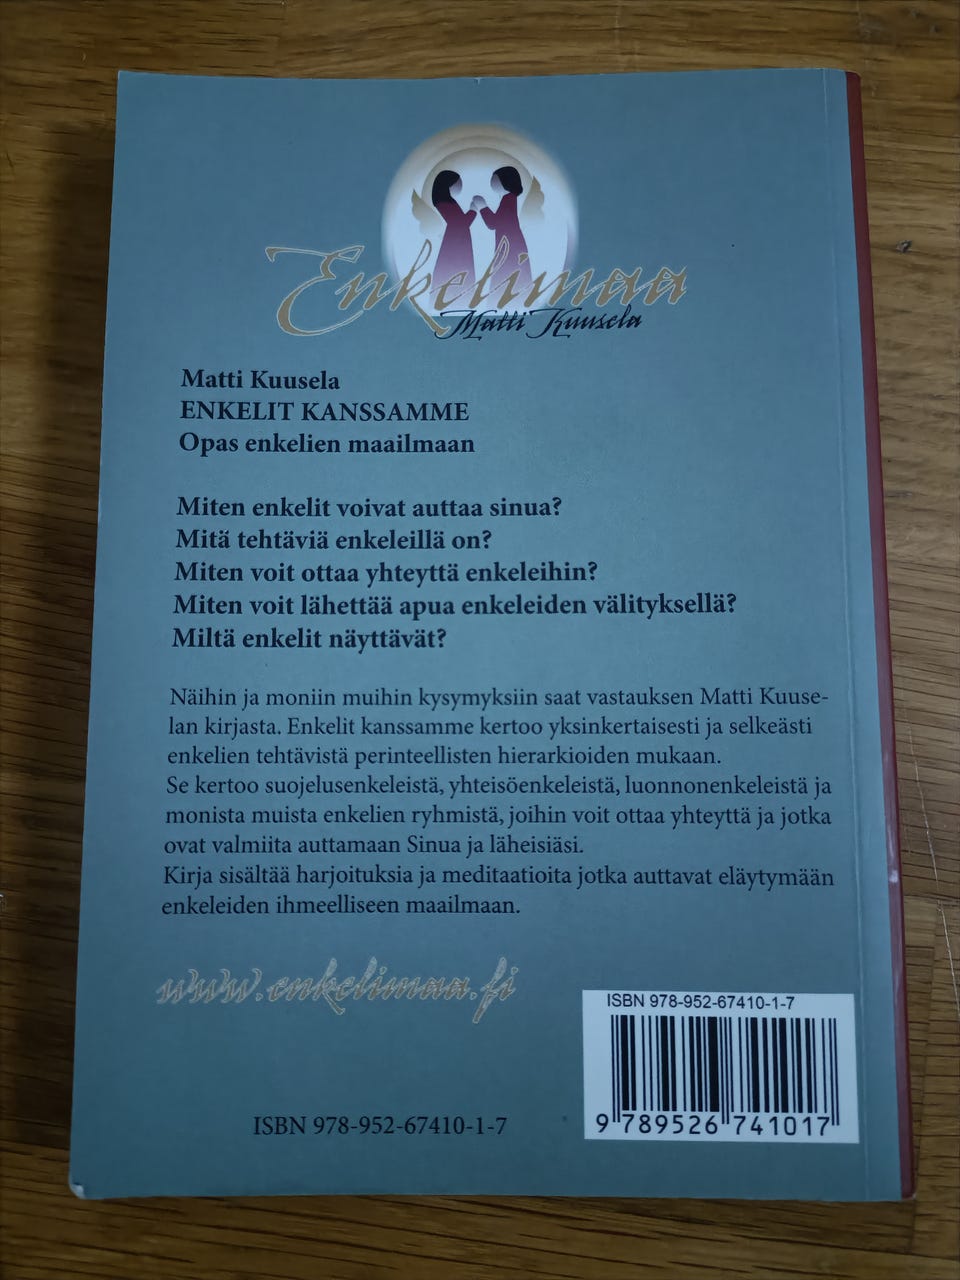 Enkelimaa
Matti Kuusela
Matti Kuusela
ENKELIT KANSSAMME
Opas enkelien maailmaan
Miten enkelit voivat auttaa sinua?
Mitä tehtäviä enkeleillä on?
Miten voit ottaa yhteyttä enkeleihin?
Miten voit lähettää apua enkeleiden välityksellä?
Miltä enkelit näyttävät?
Näihin ja moniin muihin kysymyksiin saat vastauksen Matti Kuuse-
lan kirjasta. Enkelit kanssamme kertoo yksinkertaisesti ja selkeästi
enkelien tehtävistä perinteellisten hierarkioiden mukaan.
Se kertoo suojelusenkeleistä, yhteisöenkeleistä, luonnonenkeleistä ja
monista muista enkelien ryhmistä, joihin voit ottaa yhteyttä ja jotka
ovat valmiita auttamaan Sinua ja läheisiäsi.
Kirja sisältää harjoituksia ja meditaatioita jotka auttavat eläytymään
enkeleiden ihmeelliseen maailmaan.
www.enkelimaa.fi
ISBN 978-952-67410-1-7
9 789526 741017
ISBN 978-952-67410-1-7